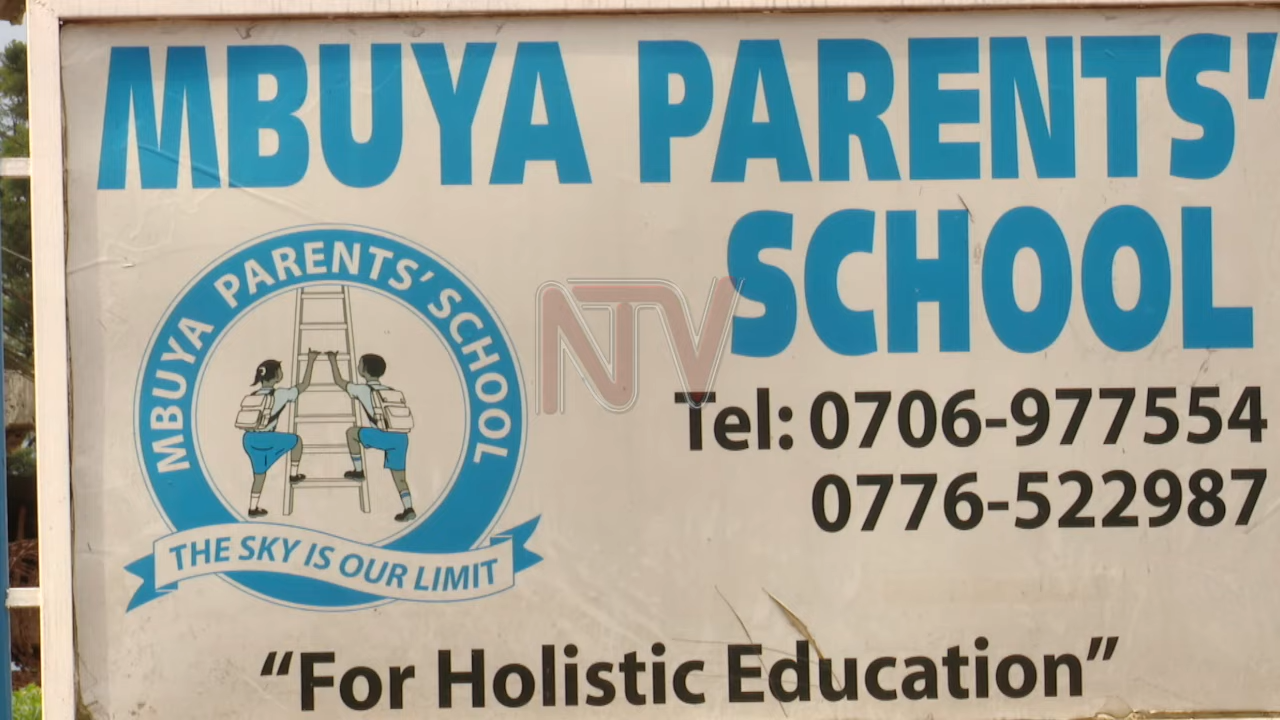 MBUYA PARENTS'
SCHOOL
MBUYA PARENTS' SCHOOL
THE SKY IS OUR LIMIT
NTV
Tel: 0706-977554
0776-522987
“For Holistic Education”